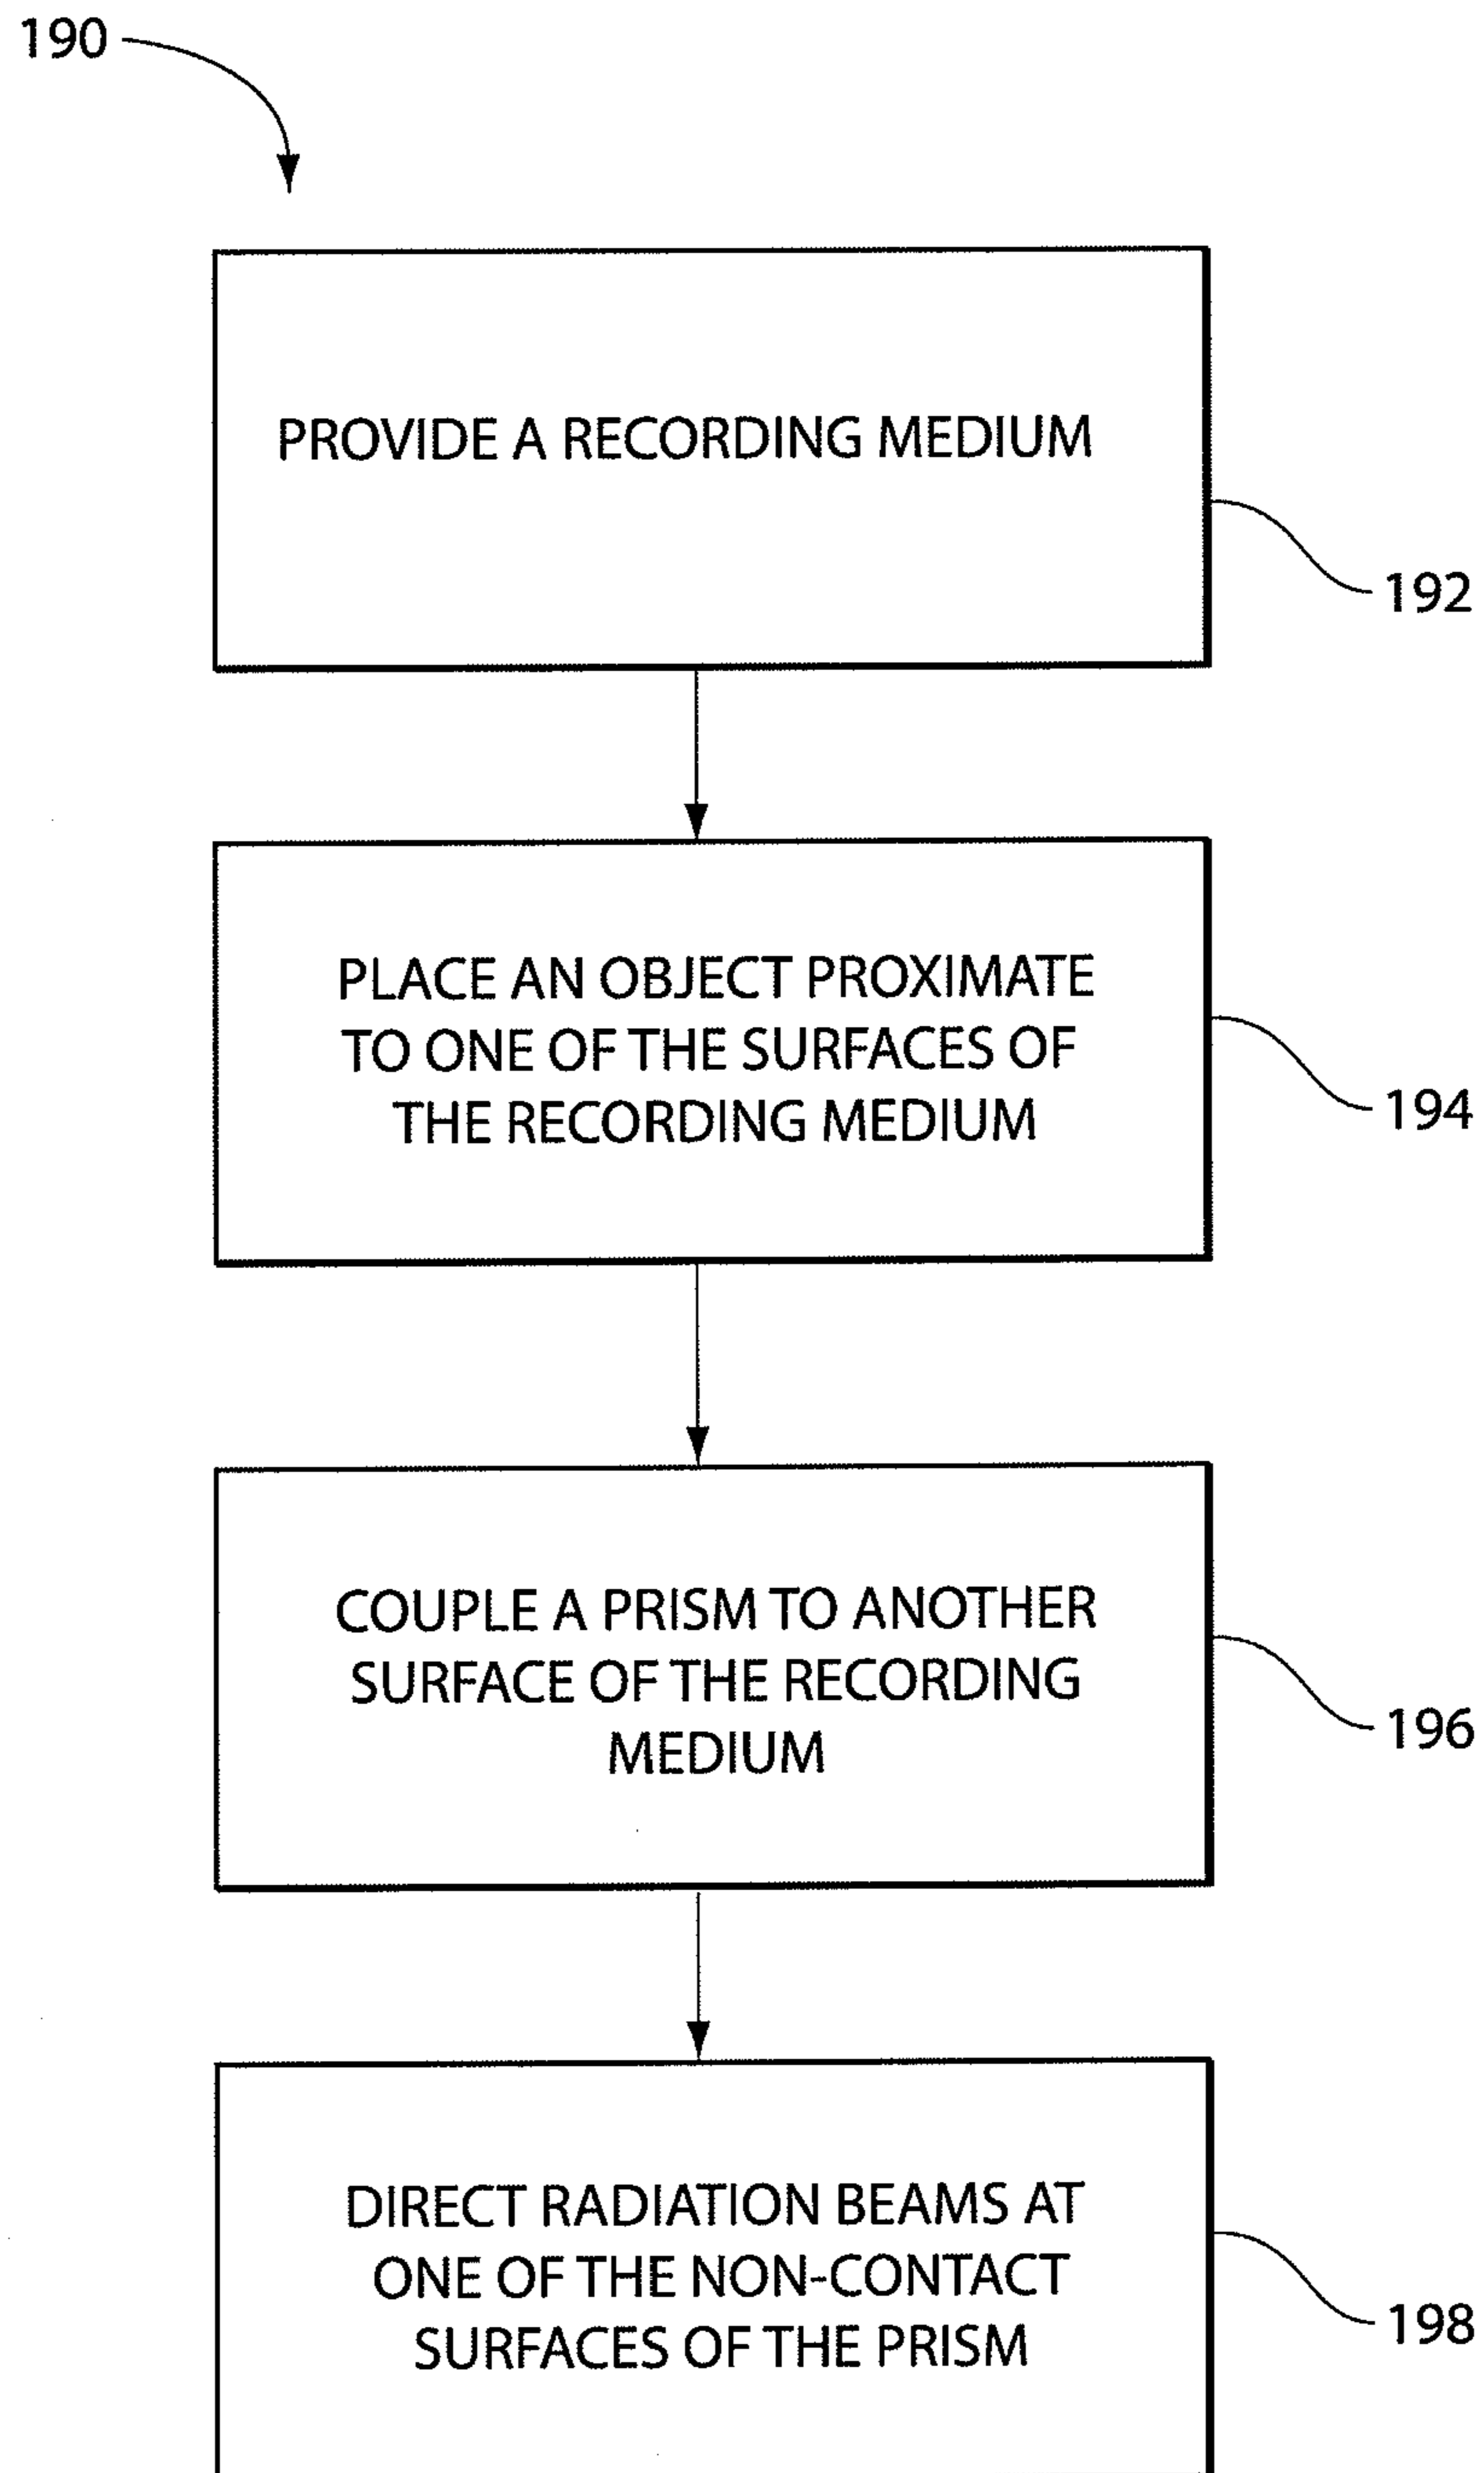 190
PROVIDE A RECORDING MEDIUM
192
PLACE AN OBJECT PROXIMATE
TO ONE OF THE SURFACES OF
THE RECORDING MEDIUM
194
COUPLE A PRISM TO ANOTHER
SURFACE OF THE RECORDING
MEDIUM
196
DIRECT RADIATION BEAMS AT
ONE OF THE NON-CONTACT
SURFACES OF THE PRISM
198